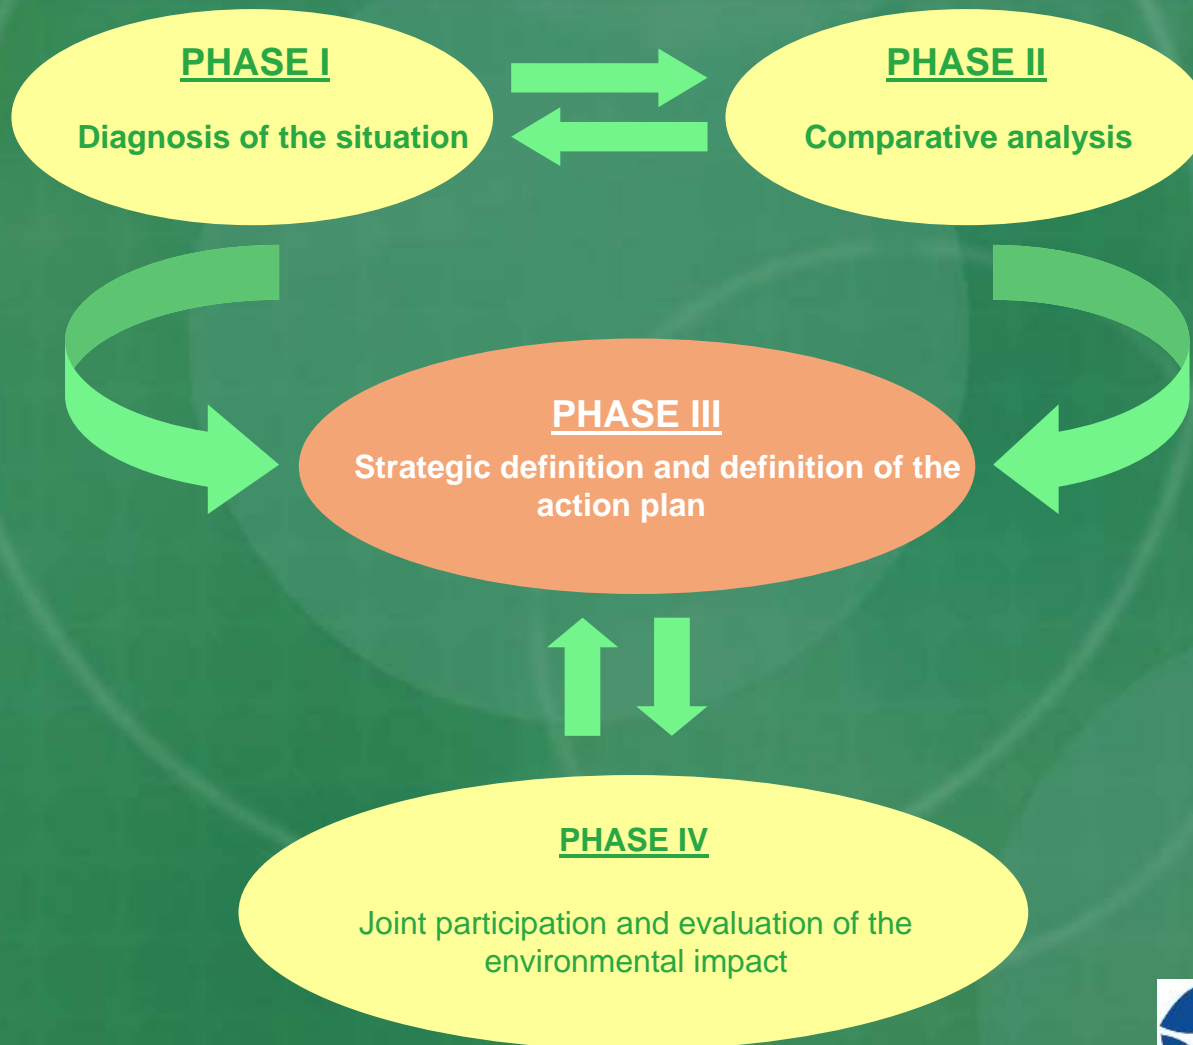 PHASE I
Diagnosis of the situation
PHASE II
Comparative analysis
PHASE III
Strategic definition and definition of the
action plan
PHASE IV
Joint participation and evaluation of the
environmental impact